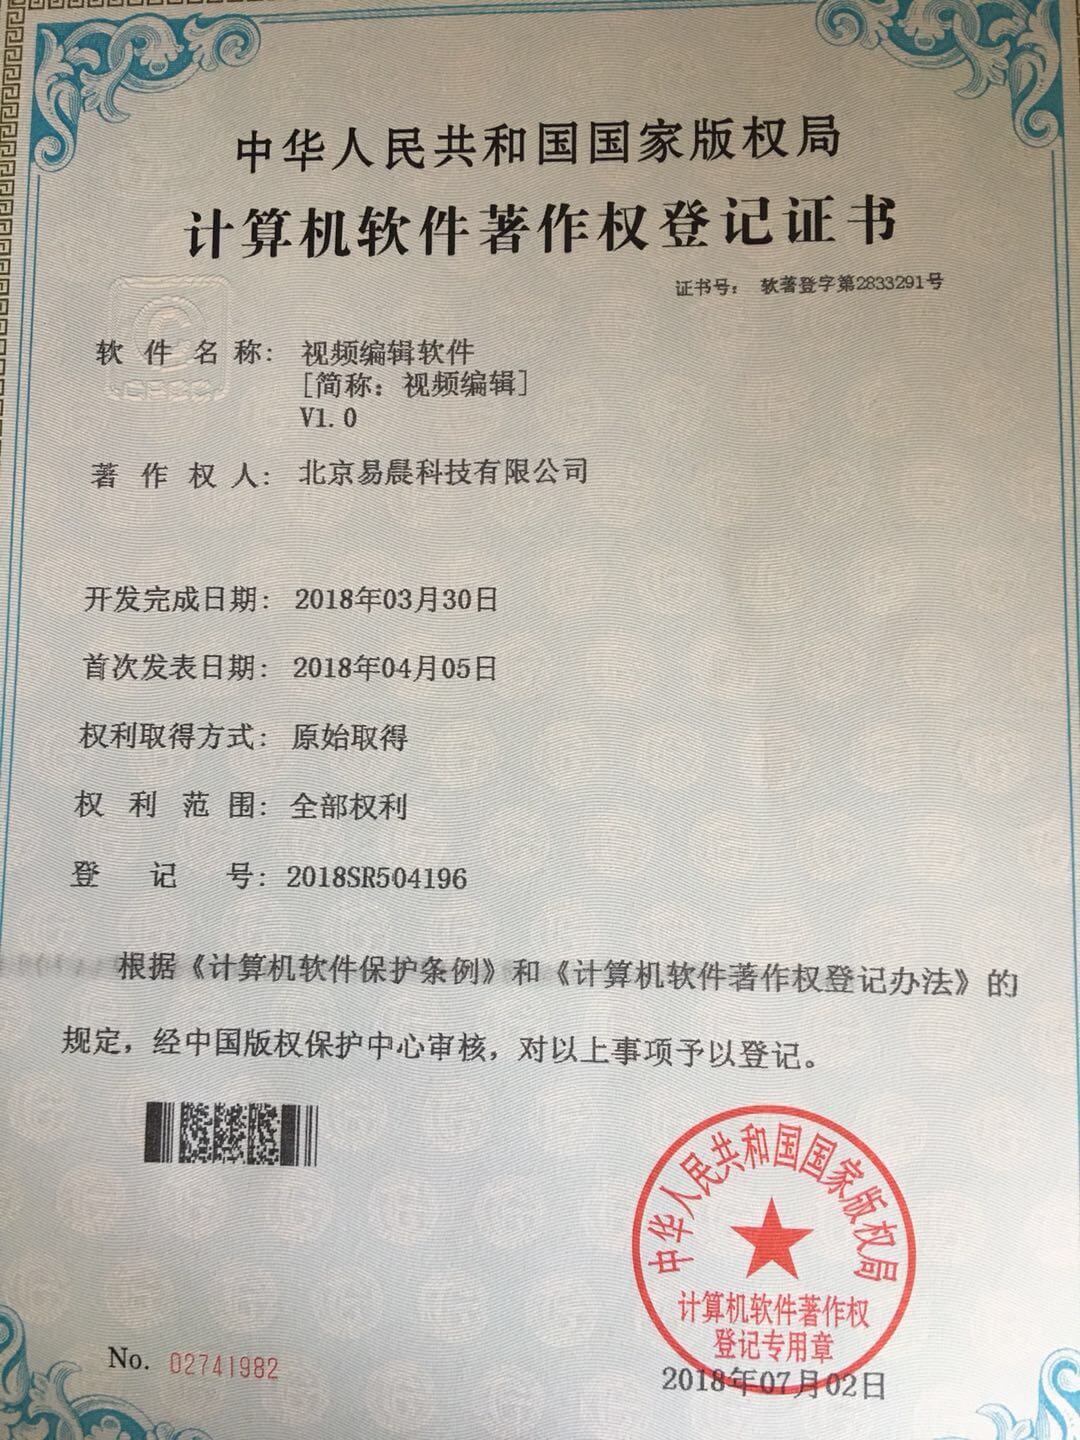 中华人民共和国国家版权局
计算机软件著作权登记证书
证书号： 软著登字第2833291号
软件名称： 视频编辑软件
[简称：视频编辑]
V1.0
著作权人： 北京易晨科技有限公司
开发完成日期： 2018年03月30日
首次发表日期： 2018年04月05日
权利取得方式： 原始取得
权利范围： 全部权利
登记号： 2018SR504196
根据《计算机软件保护条例》和《计算机软件著作权登记办法》的
规定，经中国版权保护中心审核，对以上事项予以登记。
中华人民共和国国家版权局
计算机软件著作权
登记专用章
No. 02741982
2018年07月02日